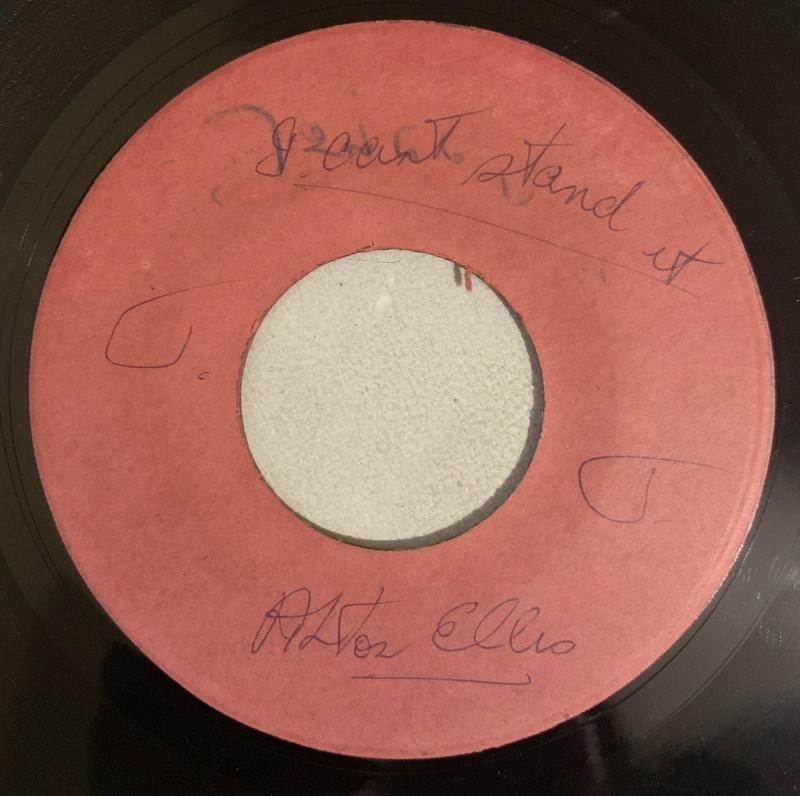 I cant stand it
J.
J.
ALTON Ellis